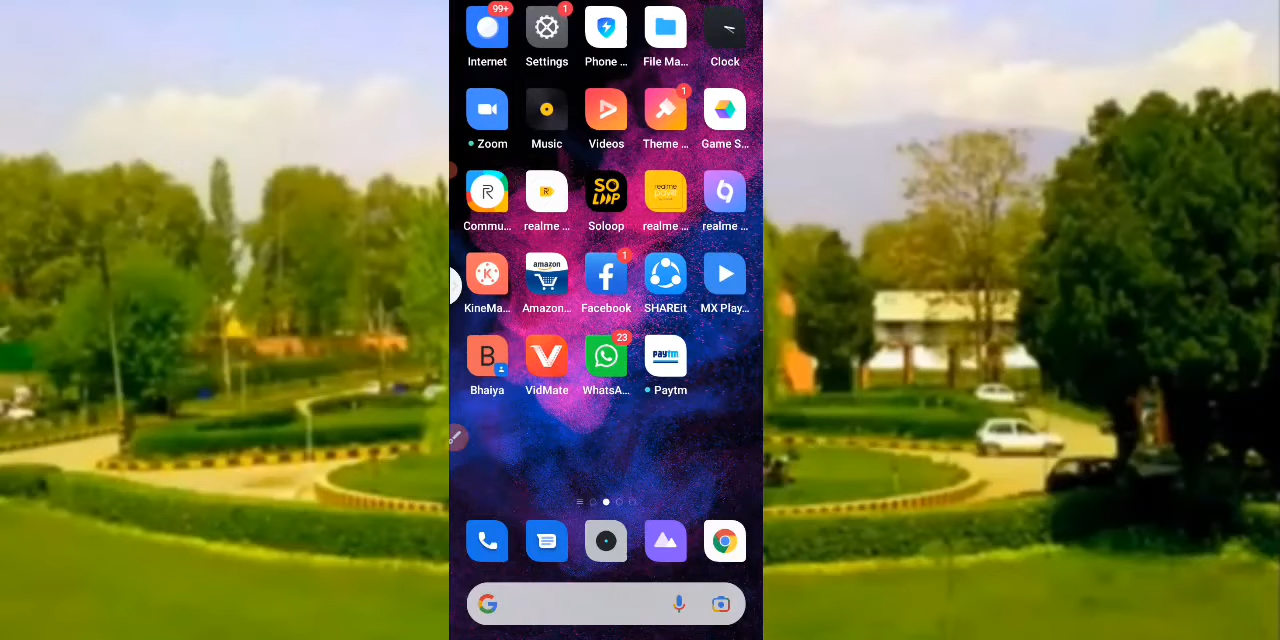 99+
1
Internet Settings Phone ... File Ma... Clock
1
Zoom Music Videos Theme ... Game S...
R
SO
LOOP
realme
Commu... realme ... Soloop realme ... realme ...
1
K
amazon
KineMa... Amazon... Facebook SHAREit MX Play...
23
B
paytm
Bhaiya VidMate WhatsA... Paytm